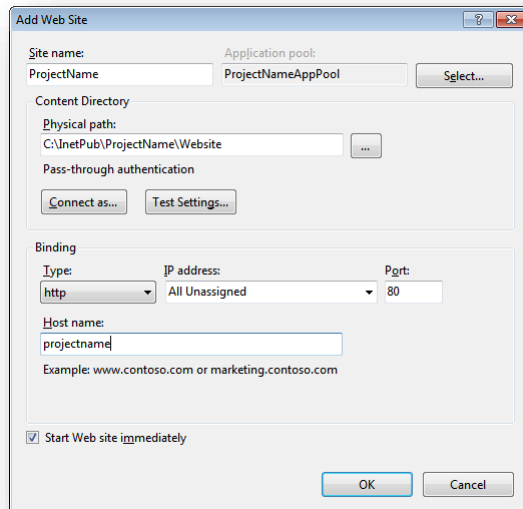 Add Web Site
?
Site name:
Application pool:
ProjectName
ProjectNameAppPool
Select...
Content Directory
Physical path:
C:\InetPub\ProjectName\Website
...
Pass-through authentication
Connect as...
Test Settings...
Binding
Type:
IP address:
Port:
http
All Unassigned
80
Host name:
projectname
Example: www.contoso.com or marketing.contoso.com
Start Web site immediately
OK
Cancel